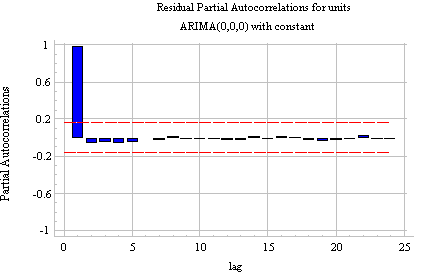 Residual Partial Autocorrelations for units
ARIMA(0,0,0) with constant
Partial Autocorrelations
1
0.6
0.2
-0.2
-0.6
-1
0 5 10 15 20 25
lag